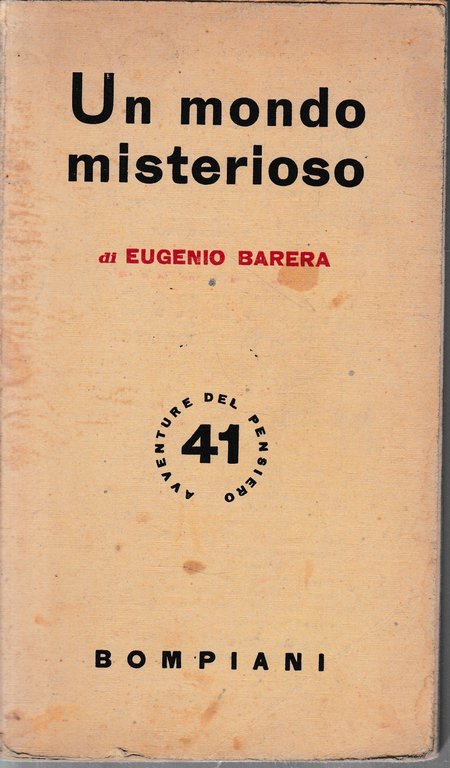 Un mondo
misterioso
di EUGENIO BARERA
AVVENTURE DEL PENSIERO
41
BOMPIANI